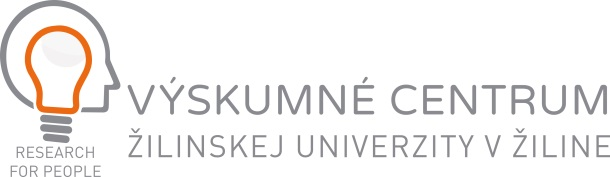 VÝSKUMNÉ CENTRUM
ŽILINSKEJ UNIVERZITY V ŽILINE
RESEARCH
FOR PEOPLE